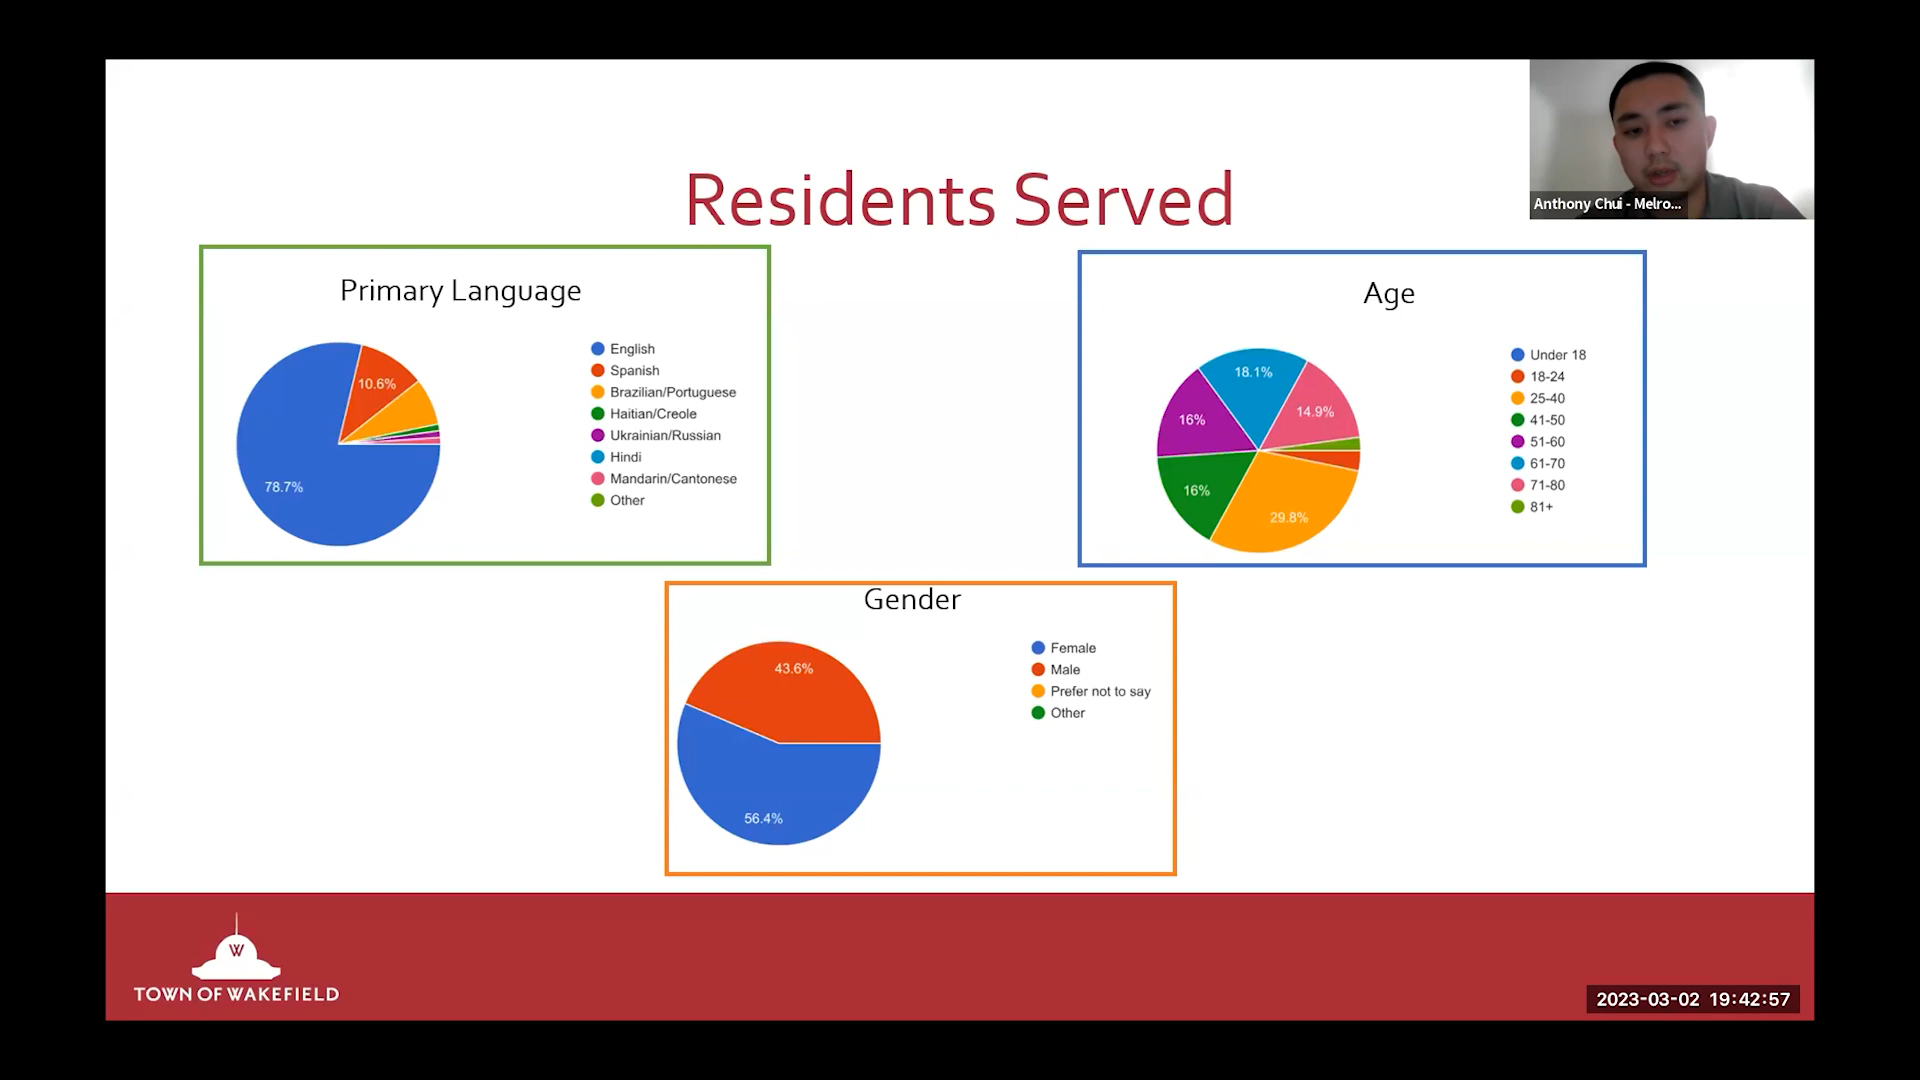 Residents Served
Anthony Chui - Melro...
Primary Language
10.6%
78.7%
English
Spanish
Brazilian/Portuguese
Haitian/Creole
Ukrainian/Russian
Hindi
Mandarin/Cantonese
Other
Age
18.1%
14.9%
16%
16%
29.8%
Under 18
18-24
25-40
41-50
51-60
61-70
71-80
81+
Gender
43.6%
56.4%
Female
Male
Prefer not to say
Other
W
TOWN OF WAKEFIELD
2023-03-02 19:42:57